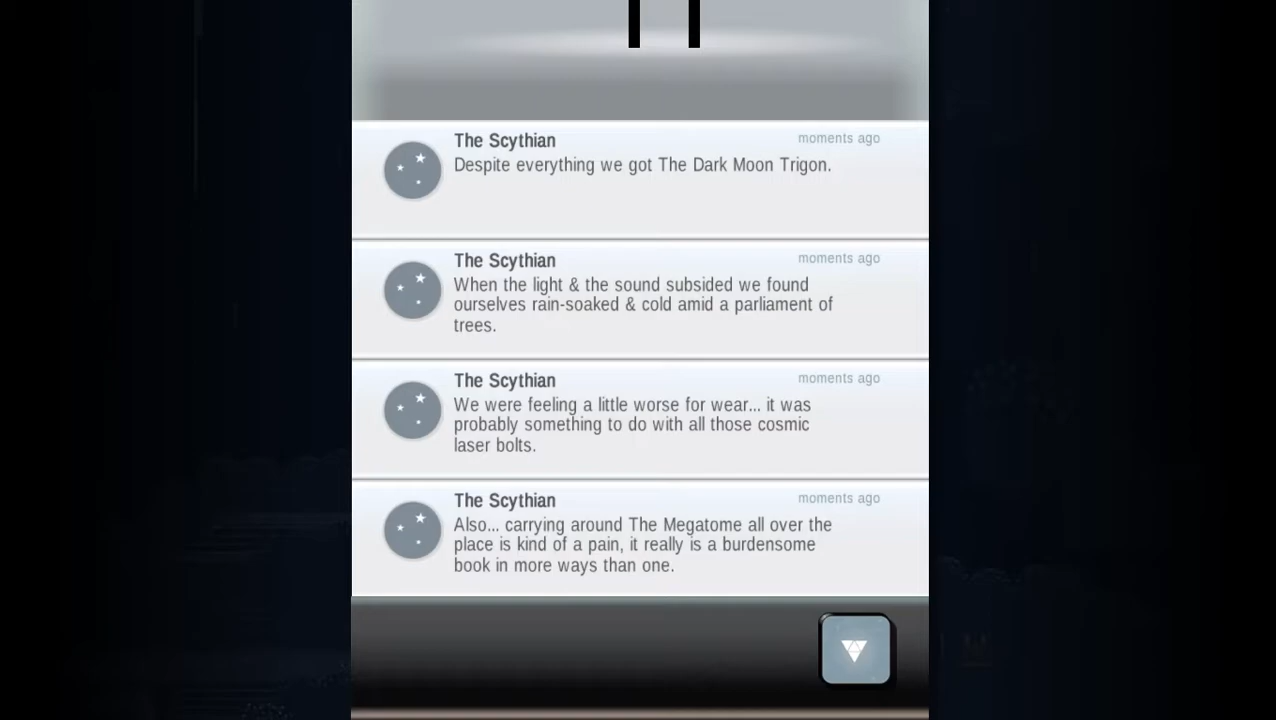 The Scythian
moments ago
Despite everything we got The Dark Moon Trigon.
The Scythian
moments ago
When the light & the sound subsided we found
ourselves rain-soaked & cold amid a parliament of
trees.
The Scythian
moments ago
We were feeling a little worse for wear... it was
probably something to do with all those cosmic
laser bolts.
The Scythian
moments ago
Also... carrying around The Megatome all over the
place is kind of a pain, it really is a burdensome
book in more ways than one.